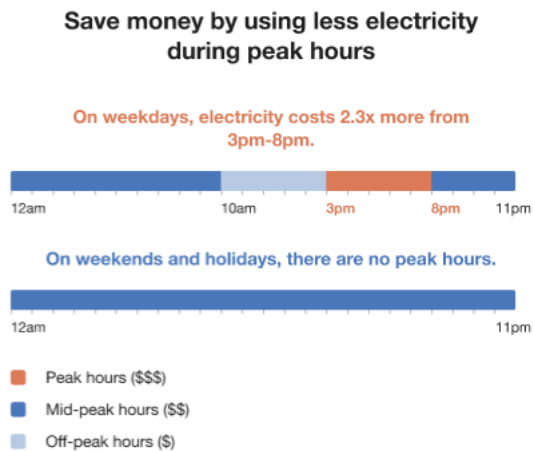 Save money by using less electricity
during peak hours
On weekdays, electricity costs 2.3x more from
3pm-8pm.
12am 10am 3pm 8pm 11pm
On weekends and holidays, there are no peak hours.
12am 11pm
Peak hours ($$$)
Mid-peak hours ($$)
Off-peak hours ($)